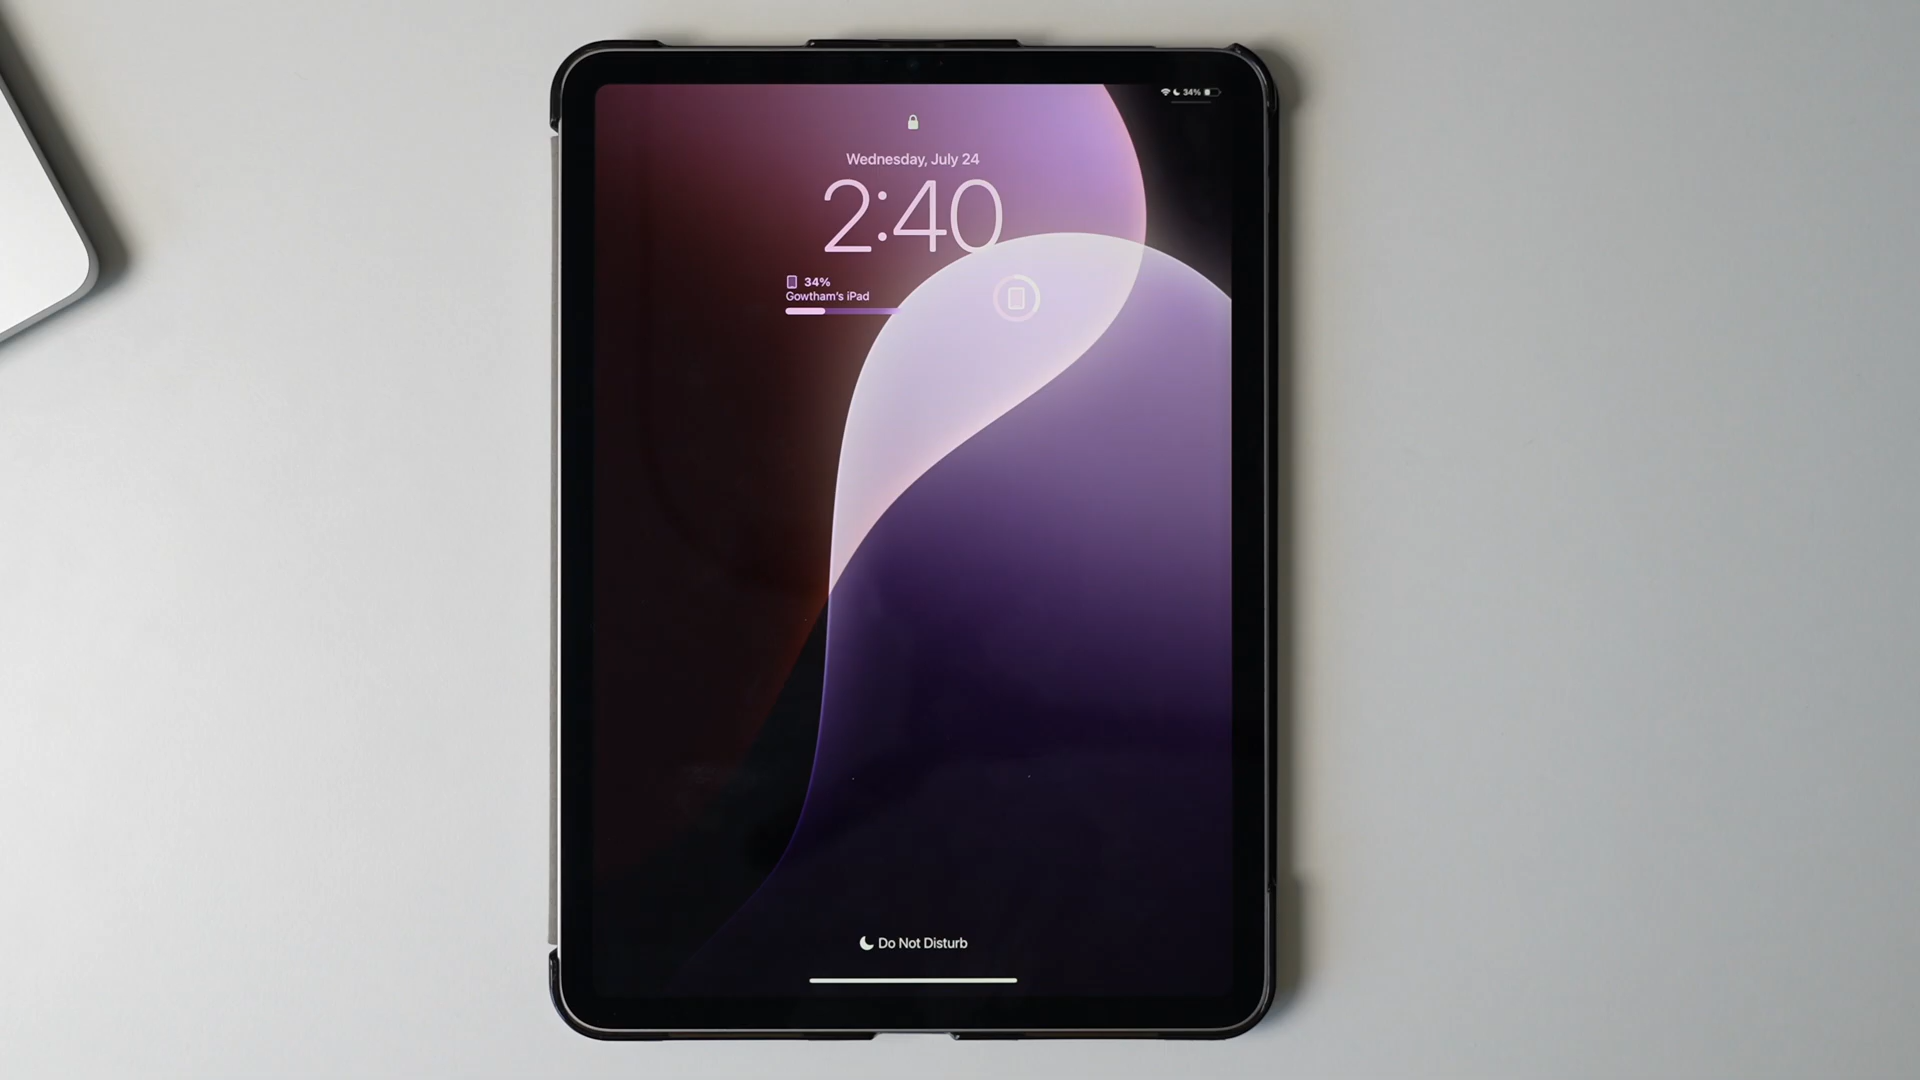 34%
Wednesday, July 24
2:40
34%
Gowtham's iPad
Do Not Disturb